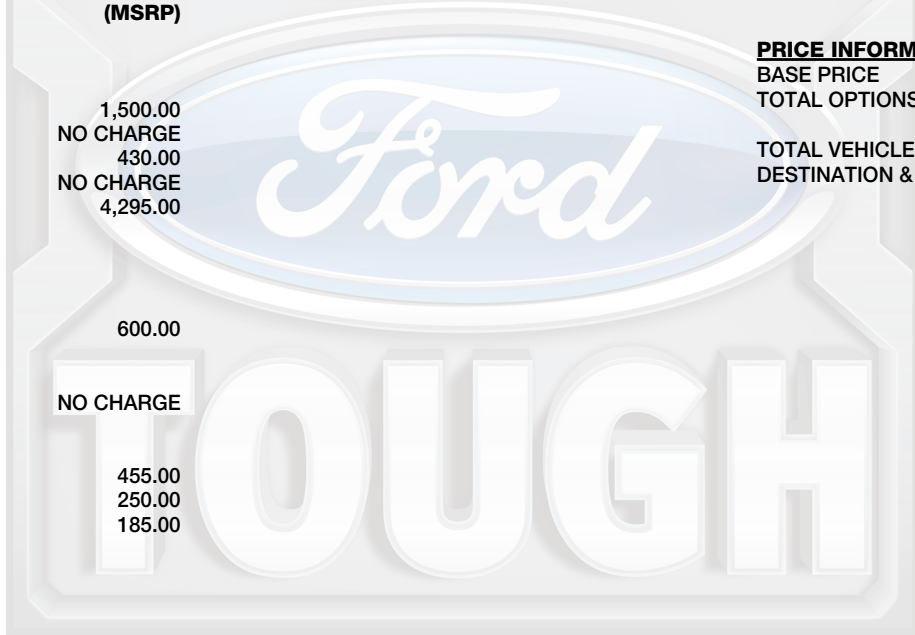 (MSRP)
1,500.00
NO CHARGE
430.00
NO CHARGE
4,295.00
600.00
NO CHARGE
455.00
250.00
185.00
PRICE INFORM
BASE PRICE
TOTAL OPTIONS
TOTAL VEHICLE
DESTINATION &
Ford
TOUGH